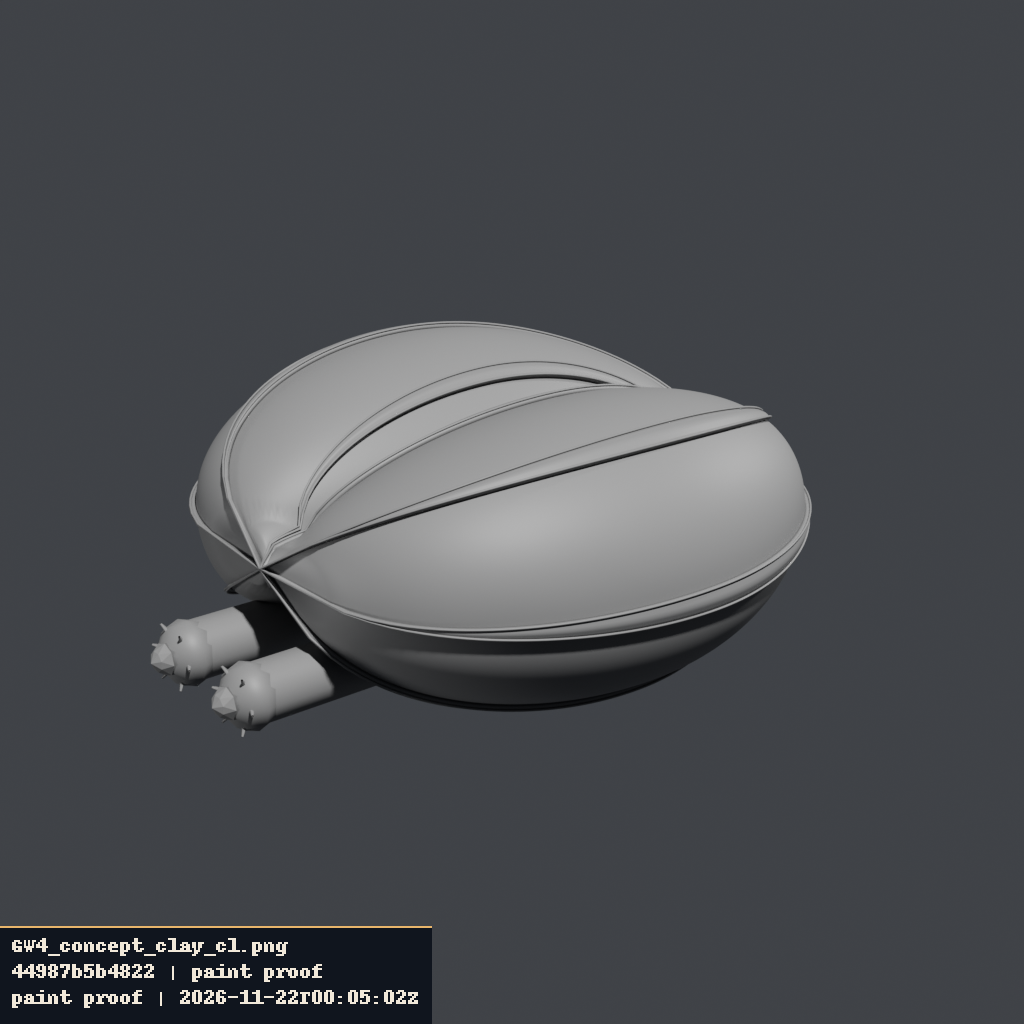 GW4_concept_clay_cl.png
44987b5b4822 | paint proof
paint proof | 2026-11-22T00:05:02Z